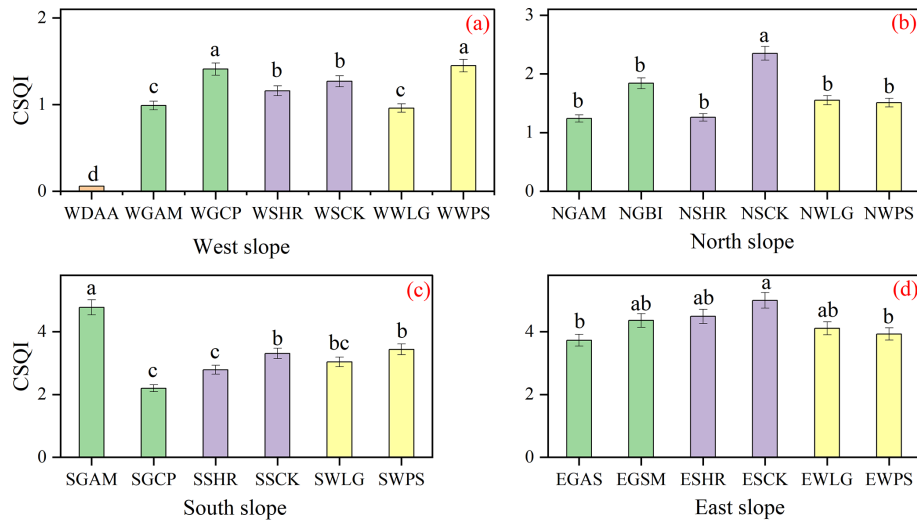 (a)
CSQI
2
1
0
d
c
a
b
b
c
a
WDAA WGAM WGCP WSHR WSCK WWLG WWPS
West slope
(b)
3
2
1
0
b
b
b
a
b
b
NGAM NGBI NSHR NSCK NWLG NWPS
North slope
(c)
CSQI
4
2
0
a
c
c
b
bc
b
SGAM SGCP SSHR SSCK SWLG SWPS
South slope
(d)
4
2
0
b
ab
ab
a
ab
b
EGAS EGSM ESHR ESCK EWLG EWPS
East slope